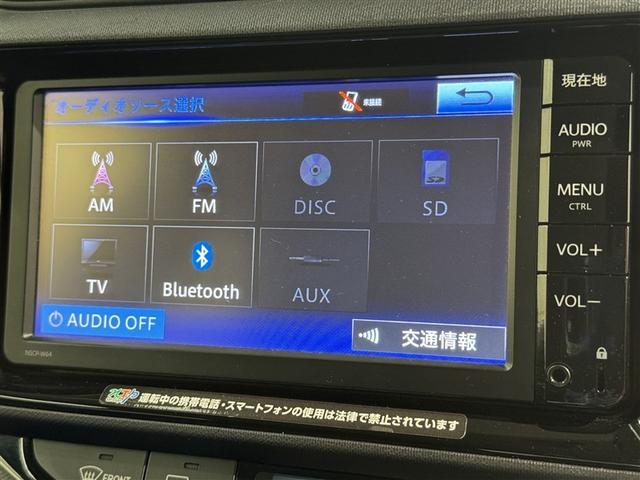 オーディオソース選択
未接続
現在地
AUDIO
PWR
MENU
CTRL
VOL+
VOL−
AM
FM
DISC
SD
TV
Bluetooth
AUX
AUDIO OFF
交通情報
NSCP-W64
運転中の携帯電話・スマートフォンの使用は法律で禁止されています
FRONT